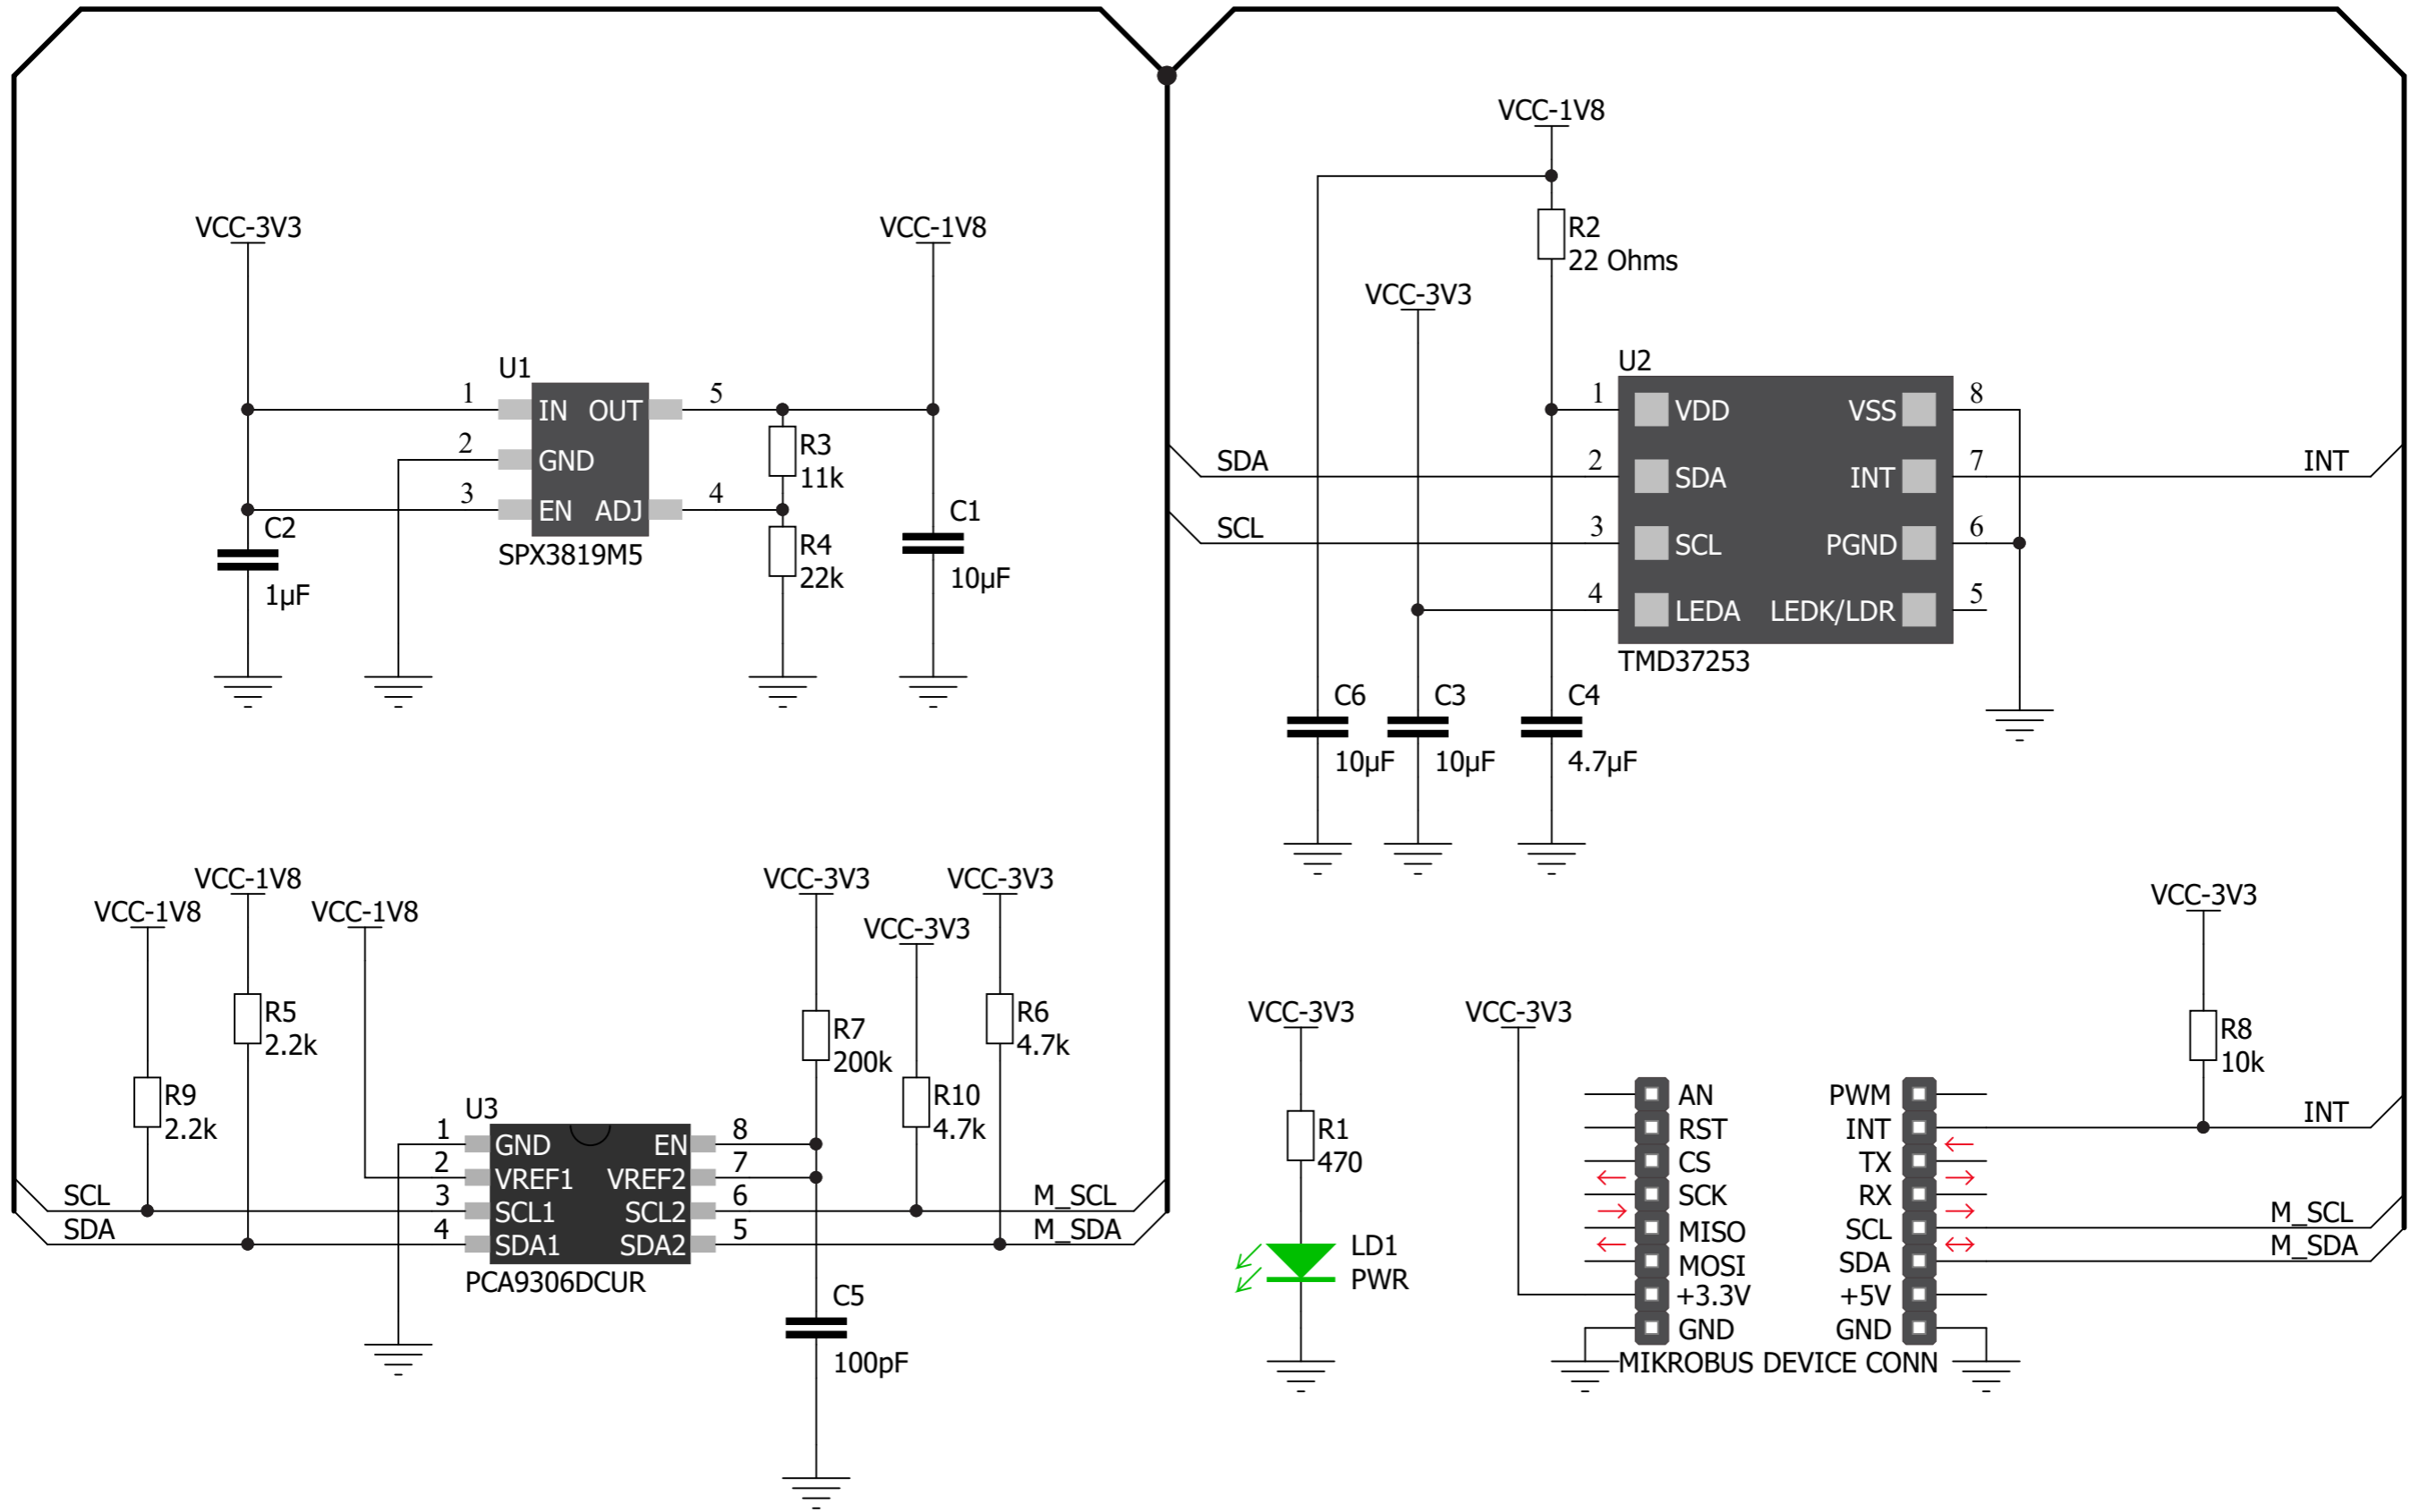 VCC-3V3
VCC-1V8
U1
1
IN
OUT
5
2
GND
3
EN
ADJ
4
SPX3819M5
R3
11k
R4
22k
C2
1µF
C1
10µF
VCC-1V8
R2
22 Ohms
VCC-3V3
U2
1
VDD
VSS
8
SDA
2
SDA
INT
7
INT
SCL
3
SCL
PGND
6
4
LEDA
LEDK/LDR
5
TMD37253
C6
10µF
C3
10µF
C4
4.7µF
VCC-1V8
VCC-1V8
VCC-1V8
VCC-3V3
VCC-3V3
VCC-3V3
R5
2.2k
R9
2.2k
R7
200k
R10
4.7k
R6
4.7k
U3
1
GND
EN
8
2
VREF1
VREF2
7
SCL
3
SCL1
SCL2
6
M_SCL
SDA
4
SDA1
SDA2
5
M_SDA
PCA9306DCUR
C5
100pF
VCC-3V3
R1
470
LD1
PWR
VCC-3V3
VCC-3V3
R8
10k
AN
PWM
RST
INT
INT
CS
TX
SCK
RX
MISO
SCL
M_SCL
MOSI
SDA
M_SDA
+3.3V
+5V
GND
GND
MIKROBUS DEVICE CONN